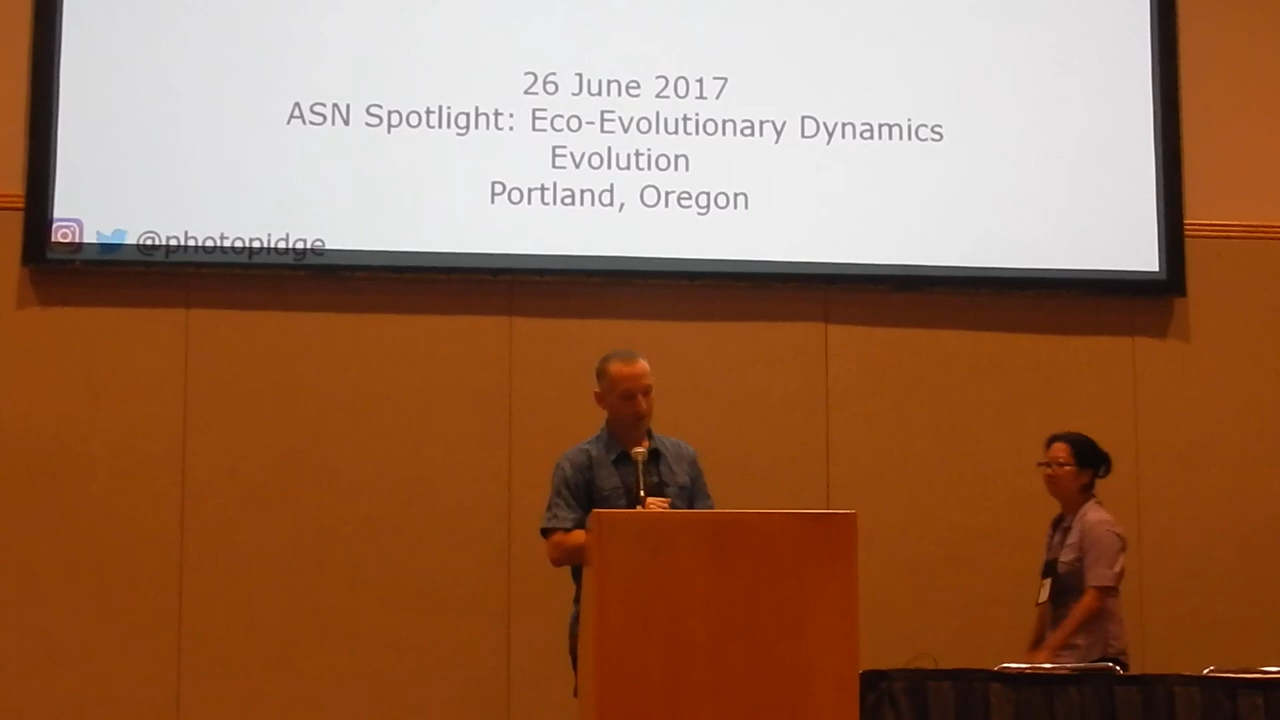 26 June 2017
ASN Spotlight: Eco-Evolutionary Dynamics
Evolution
Portland, Oregon
@photopidge